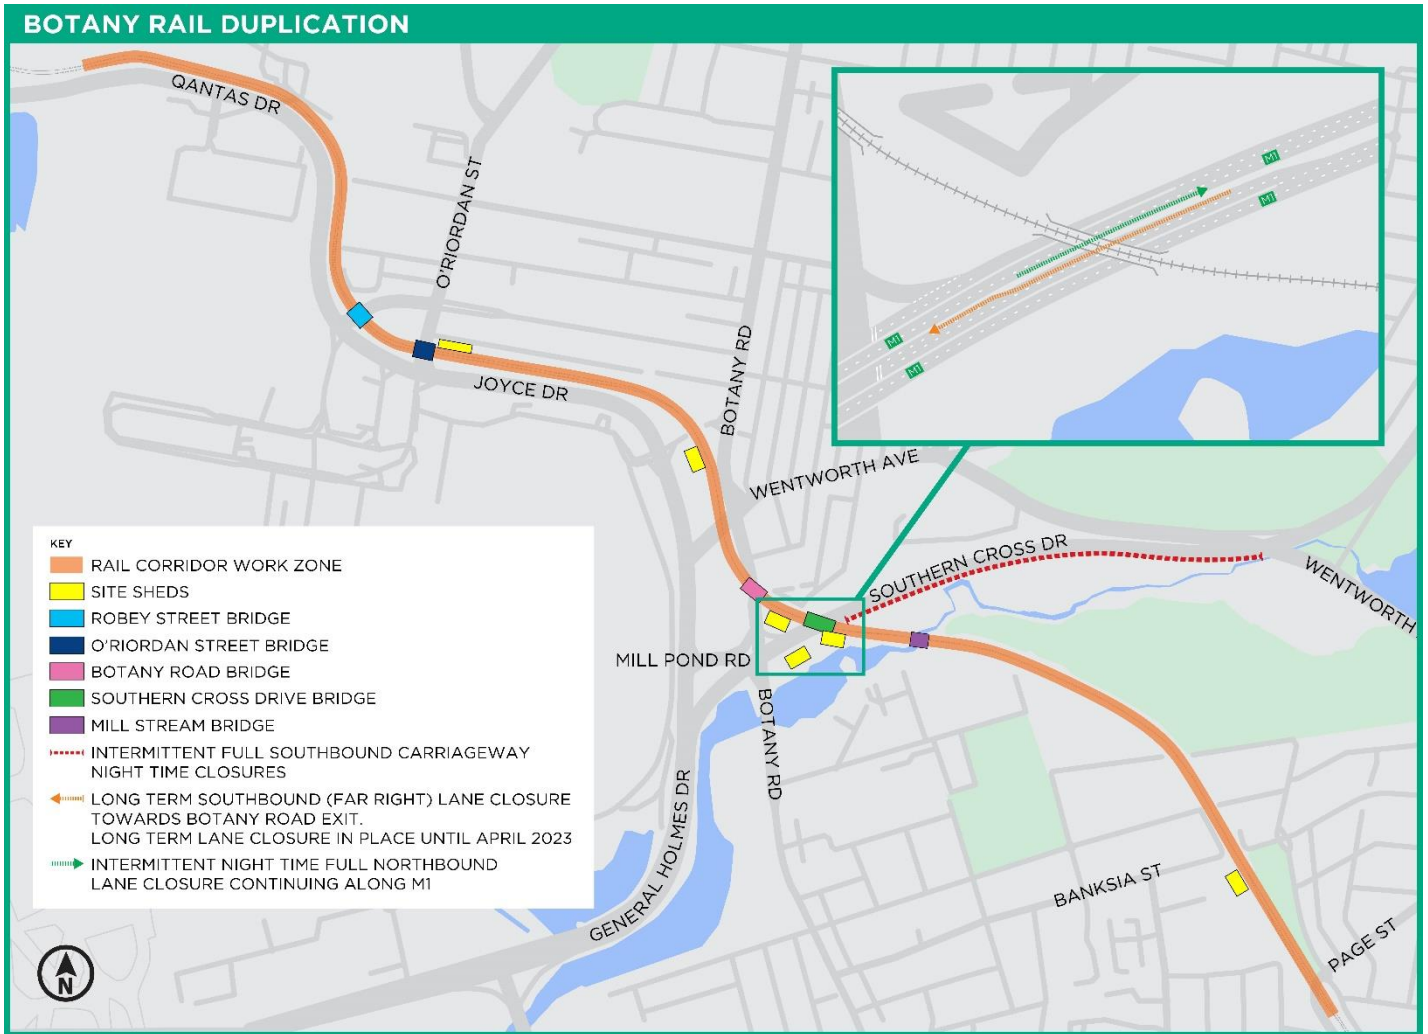 BOTANY RAIL DUPLICATION
QANTAS DR
O'RIORDAN ST
JOYCE DR
BOTANY RD
WENTWORTH AVE
M1
M1
M1
M1
SOUTHERN CROSS DR
WENTWORTH
MILL POND RD
BOTANY RD
GENERAL HOLMES DR
BANKSIA ST
PAGE ST
KEY
RAIL CORRIDOR WORK ZONE
SITE SHEDS
ROBEY STREET BRIDGE
O'RIORDAN STREET BRIDGE
BOTANY ROAD BRIDGE
SOUTHERN CROSS DRIVE BRIDGE
MILL STREAM BRIDGE
INTERMITTENT FULL SOUTHBOUND CARRIAGEWAY
NIGHT TIME CLOSURES
LONG TERM SOUTHBOUND (FAR RIGHT) LANE CLOSURE
TOWARDS BOTANY ROAD EXIT.
LONG TERM LANE CLOSURE IN PLACE UNTIL APRIL 2023
INTERMITTENT NIGHT TIME FULL NORTHBOUND
LANE CLOSURE CONTINUING ALONG M1
N